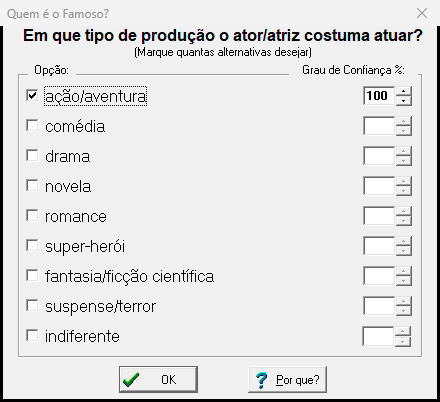 Quem é o Famoso?
Em que tipo de produção o ator/atriz costuma atuar?
(Marque quantas alternativas desejar)
Opção: Grau de Confiança %:
ação/aventura 100
comédia
drama
novela
romance
super-herói
fantasia/ficção científica
suspense/terror
indiferente
OK ? Por que?